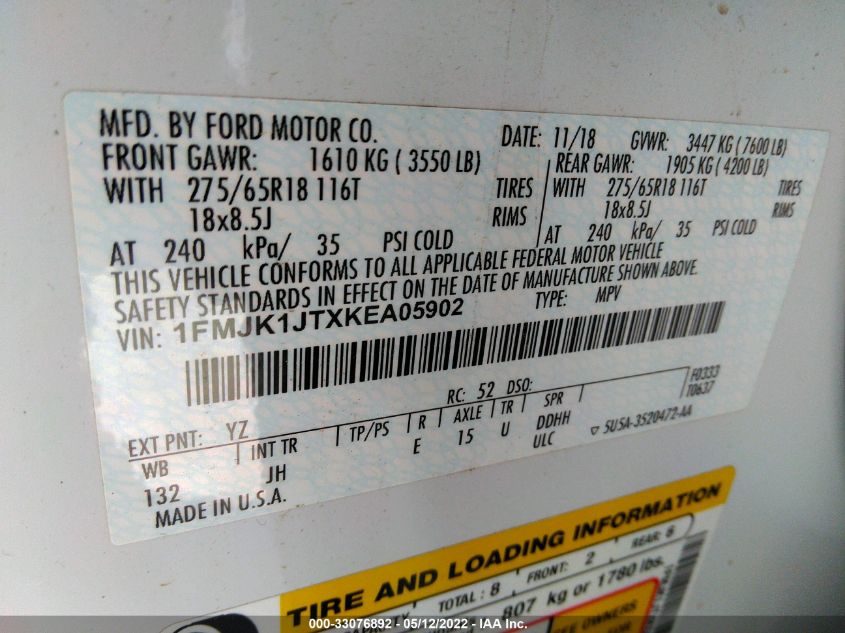 MFD. BY FORD MOTOR CO.
DATE: 11/18 GVWR: 3447 KG ( 7600 LB)
FRONT GAWR: 1610 KG ( 3550 LB)
REAR GAWR: 1905 KG ( 4200 LB)
WITH 275/65R18 116T TIRES
WITH 275/65R18 116T TIRES
18x8.5J RIMS
18x8.5J RIMS
AT 240 kPa/ 35 PSI COLD
AT 240 kPa/ 35 PSI COLD
THIS VEHICLE CONFORMS TO ALL APPLICABLE FEDERAL MOTOR VEHICLE
SAFETY STANDARDS IN EFFECT ON THE DATE OF MANUFACTURE SHOWN ABOVE.
VIN: 1FMJK1JTXKEA05902 TYPE: MPV
F0333
T0637
RC: 52 DSO:
EXT PNT: YZ
WB INT TR TP/PS R AXLE TR SPR
132 JH E 15 U DDHH
ULC
▽ 5U5A-3520472-AA
MADE IN U.S.A.
TIRE AND LOADING INFORMATION
TOTAL : 8 FRONT: 2 REAR: 6
807 kg or 1780 lbs.
OWNERS
000-33076892 - 05/12/2022 - IAA Inc.